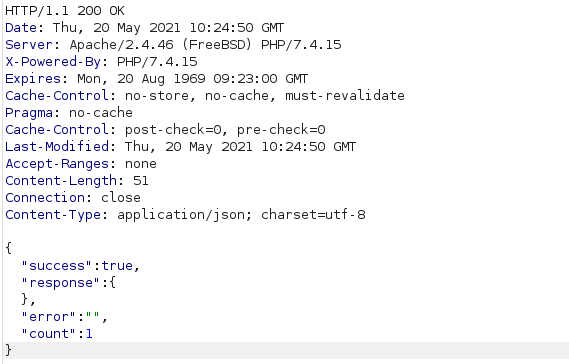 HTTP/1.1 200 OK
Date: Thu, 20 May 2021 10:24:50 GMT
Server: Apache/2.4.46 (FreeBSD) PHP/7.4.15
X-Powered-By: PHP/7.4.15
Expires: Mon, 20 Aug 1969 09:23:00 GMT
Cache-Control: no-store, no-cache, must-revalidate
Pragma: no-cache
Cache-Control: post-check=0, pre-check=0
Last-Modified: Thu, 20 May 2021 10:24:50 GMT
Accept-Ranges: none
Content-Length: 51
Connection: close
Content-Type: application/json; charset=utf-8

{
  "success":true,
  "response":{
  },
  "error":"",
  "count":1
}